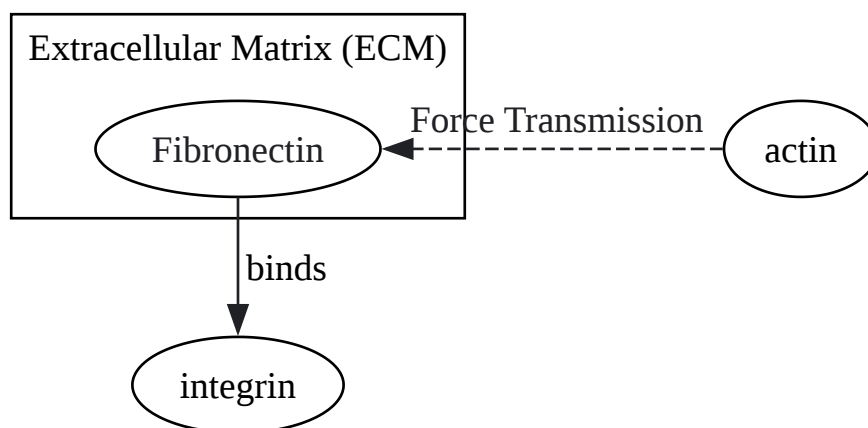 Extracellular Matrix (ECM)
Force Transmission
Fibronectin
actin
binds
integrin